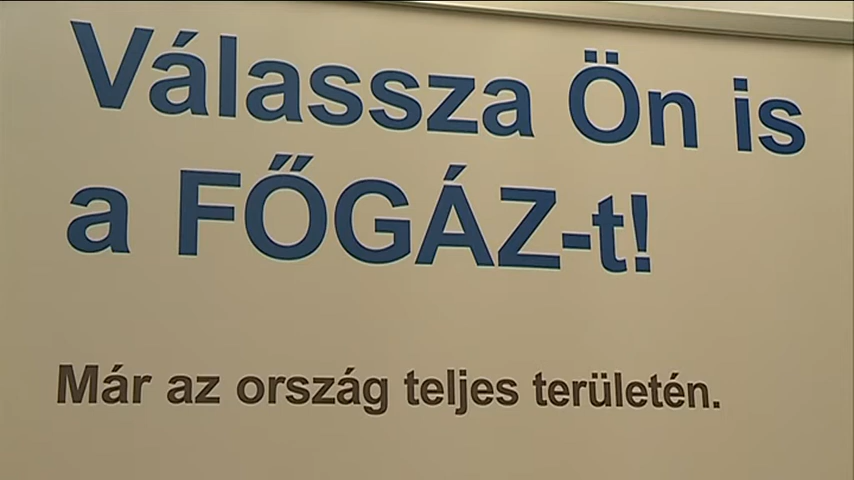 Válassza Ön is
a FŐGÁZ-t!
Már az ország teljes területén.